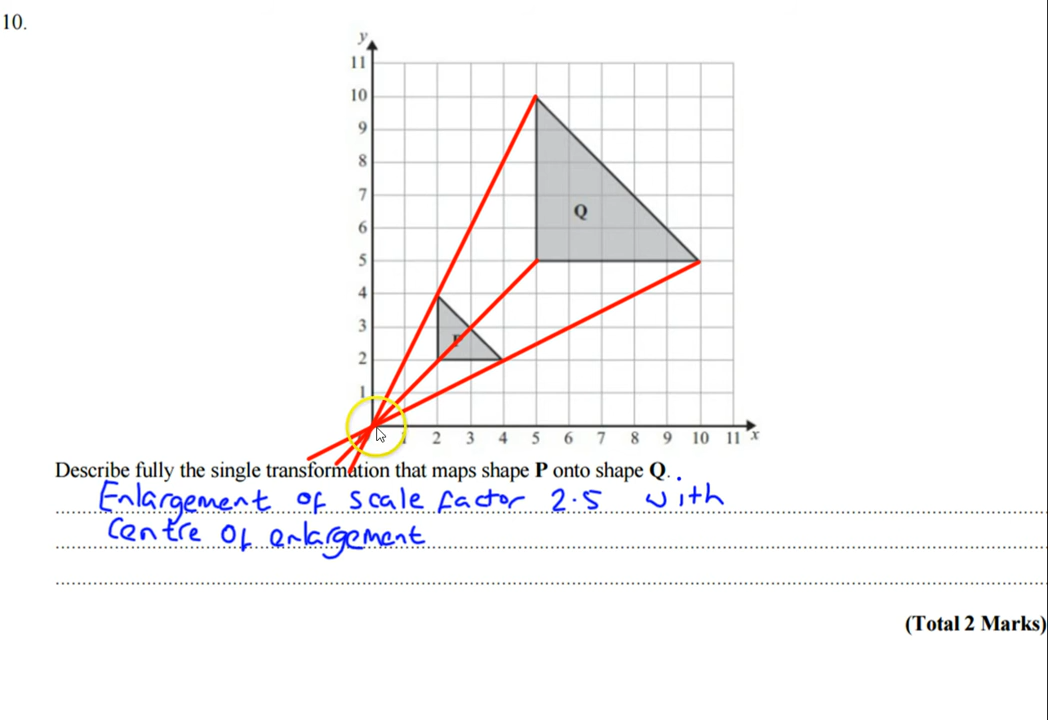 10.
y
11
10
9
8
7
6
5
4
3
2
1
Q
2 3 4 5 6 7 8 9 10 11 x
Describe fully the single transformation that maps shape P onto shape Q.
Enlargement of scale factor 2.5 with
centre of enlargement
(Total 2 Marks)